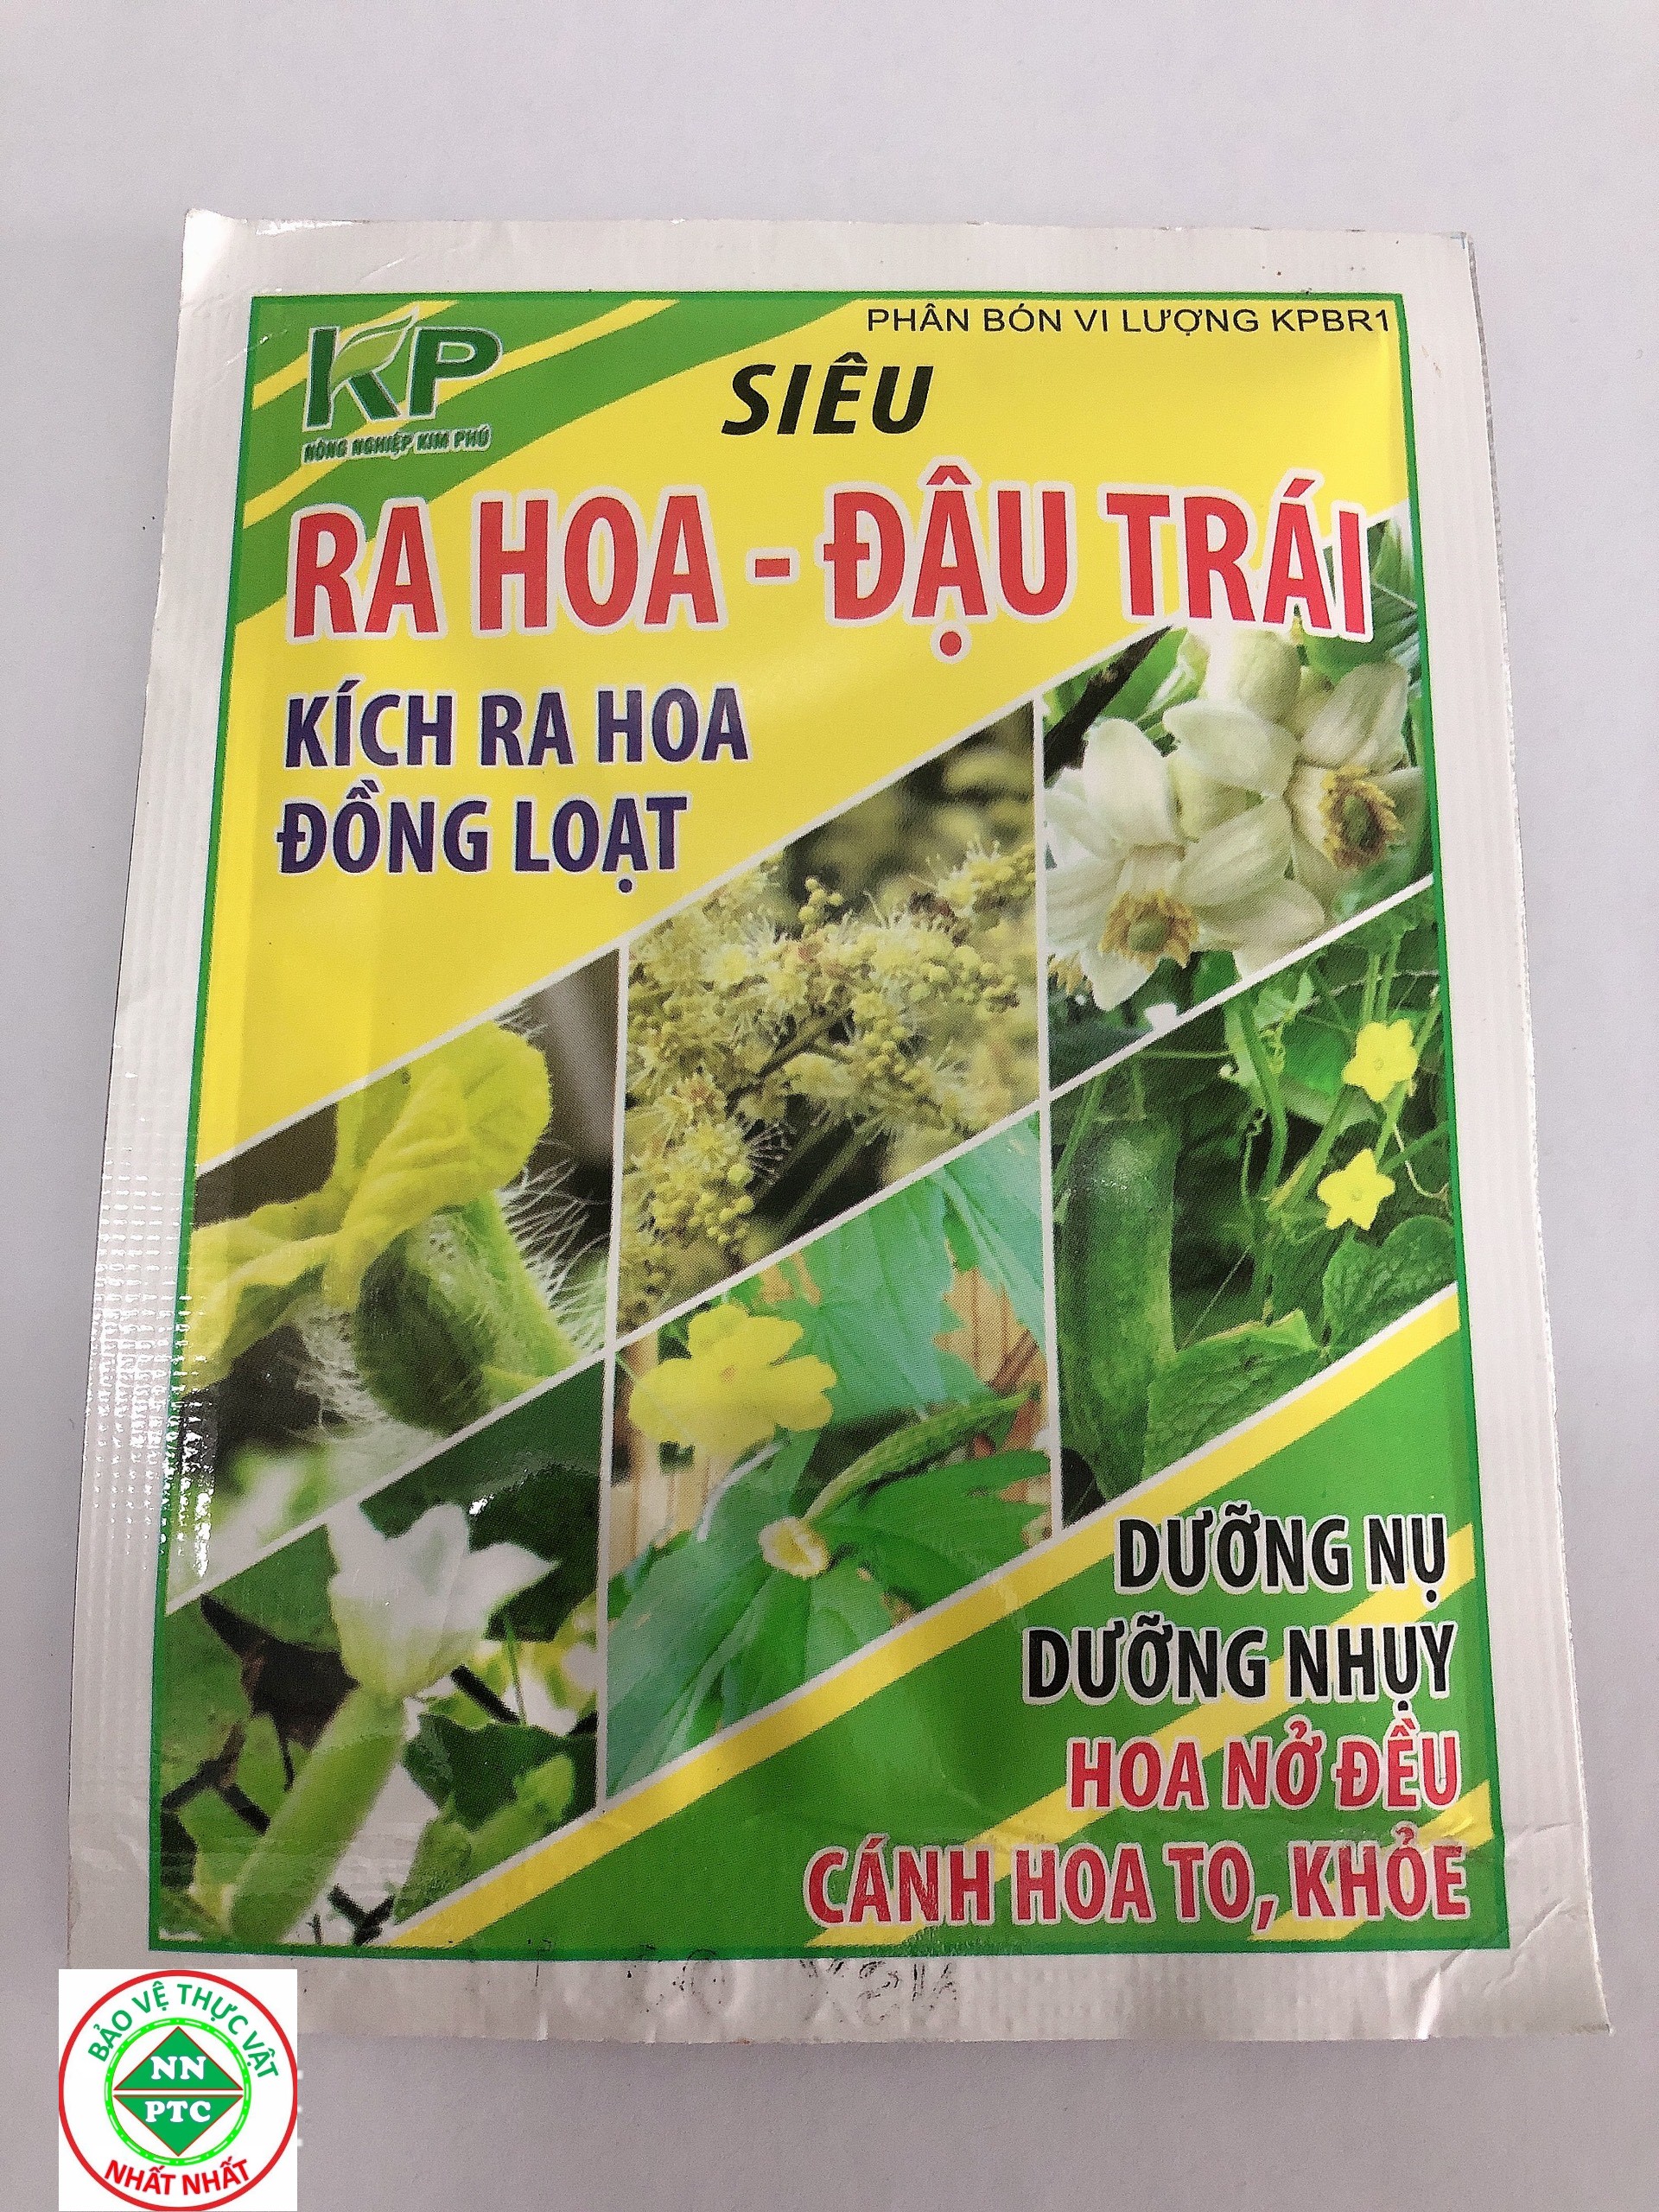 PHÂN BÓN VI LƯỢNG KPBR1
KP
NÔNG NGHIỆP KIM PHÚ
SIÊU
RA HOA - ĐẬU TRÁI
KÍCH RA HOA
ĐỒNG LOẠT
DƯỠNG NỤ
DƯỠNG NHỤY
HOA NỞ ĐỀU
CÁNH HOA TO, KHỎE
BẢO VỆ THỰC VẬT
NN
PTC
NHẤT NHẤT